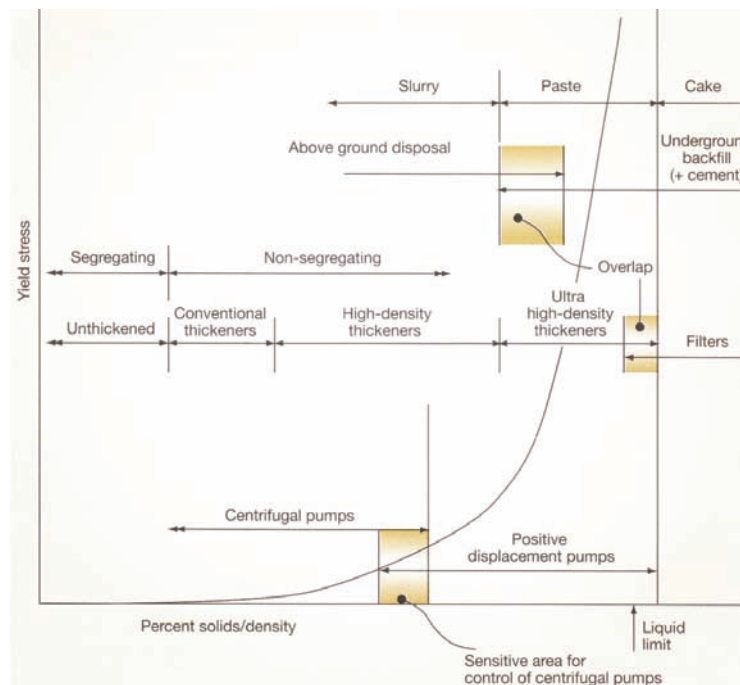 Slurry
Paste
Cake
Above ground disposal
Underground
backfill
(+ cement)
Yield stress
Segregating
Non-segregating
Overlap
Unthickened
Conventional
thickeners
High-density
thickeners
Ultra
high-density
thickeners
Filters
Centrifugal pumps
Positive
displacement pumps
Percent solids/density
Liquid
limit
Sensitive area for
control of centrifugal pumps